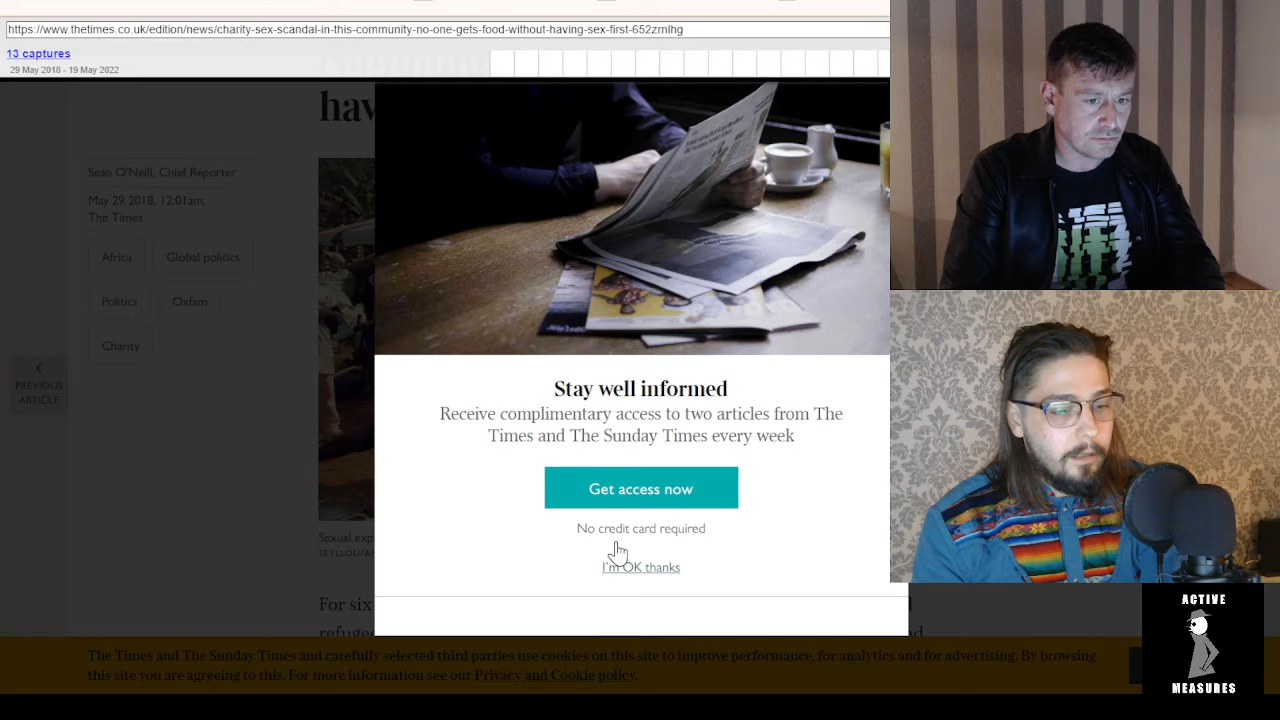 https://www.thetimes.co.uk/edition/news/charity-sex-scandal-in-this-community-no-one-gets-food-without-having-sex-first-652zrnlhg
13 captures
29 May 2018 - 19 May 2022
Sean O'Neill, Chief Reporter
May 29 2018, 12:01am,
The Times
Africa
Global politics
Politics
Oxfam
Charity
PREVIOUS
ARTICLE
Stay well informed
Receive complimentary access to two articles from The
Times and The Sunday Times every week
Get access now
No credit card required
I'm OK thanks
For six
The Times and The Sunday Times and carefully selected third parties use cookies on this site to improve performance, for analytics and for advertising. By browsing
this site you are agreeing to this. For more information see our Privacy and Cookie policy.
ACTIVE
MEASURES